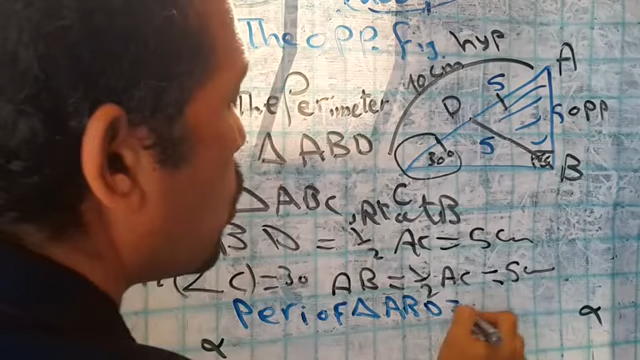 The opp. fig.
hyp
A
10 cm
5
The Perimeter
D
5 opp
Δ ABD
30°
5
B
C
Δ ABC, Rt at B
BD = ½ AC = 5 cm
(∠C) = 30 AB = ½ AC = 5 cm
Peri of Δ ABD =
α
α